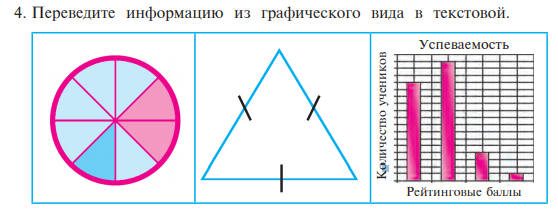 4. Переведите информацию из графического вида в текстовой.
Успеваемость
Количество учеников
Рейтинговые баллы